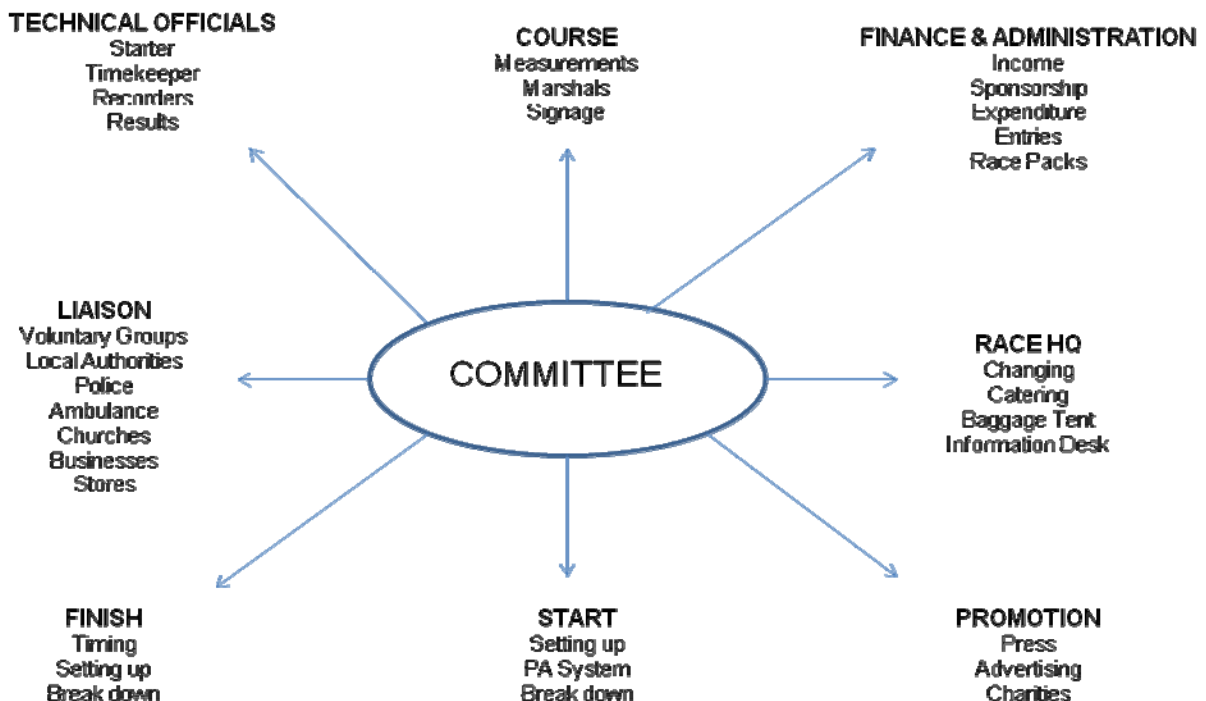 TECHNICAL OFFICIALS
Starter
Timekeeper
Recorders
Results
COURSE
Measurements
Marshals
Signage
FINANCE & ADMINISTRATION
Income
Sponsorship
Expenditure
Entries
Race Packs
LIAISON
Voluntary Groups
Local Authorities
Police
Ambulance
Churches
Businesses
Stores
COMMITTEE
RACE HQ
Changing
Catering
Baggage Tent
Information Desk
FINISH
Timing
Setting up
Break down
START
Setting up
PA System
Break down
PROMOTION
Press
Advertising
Charities